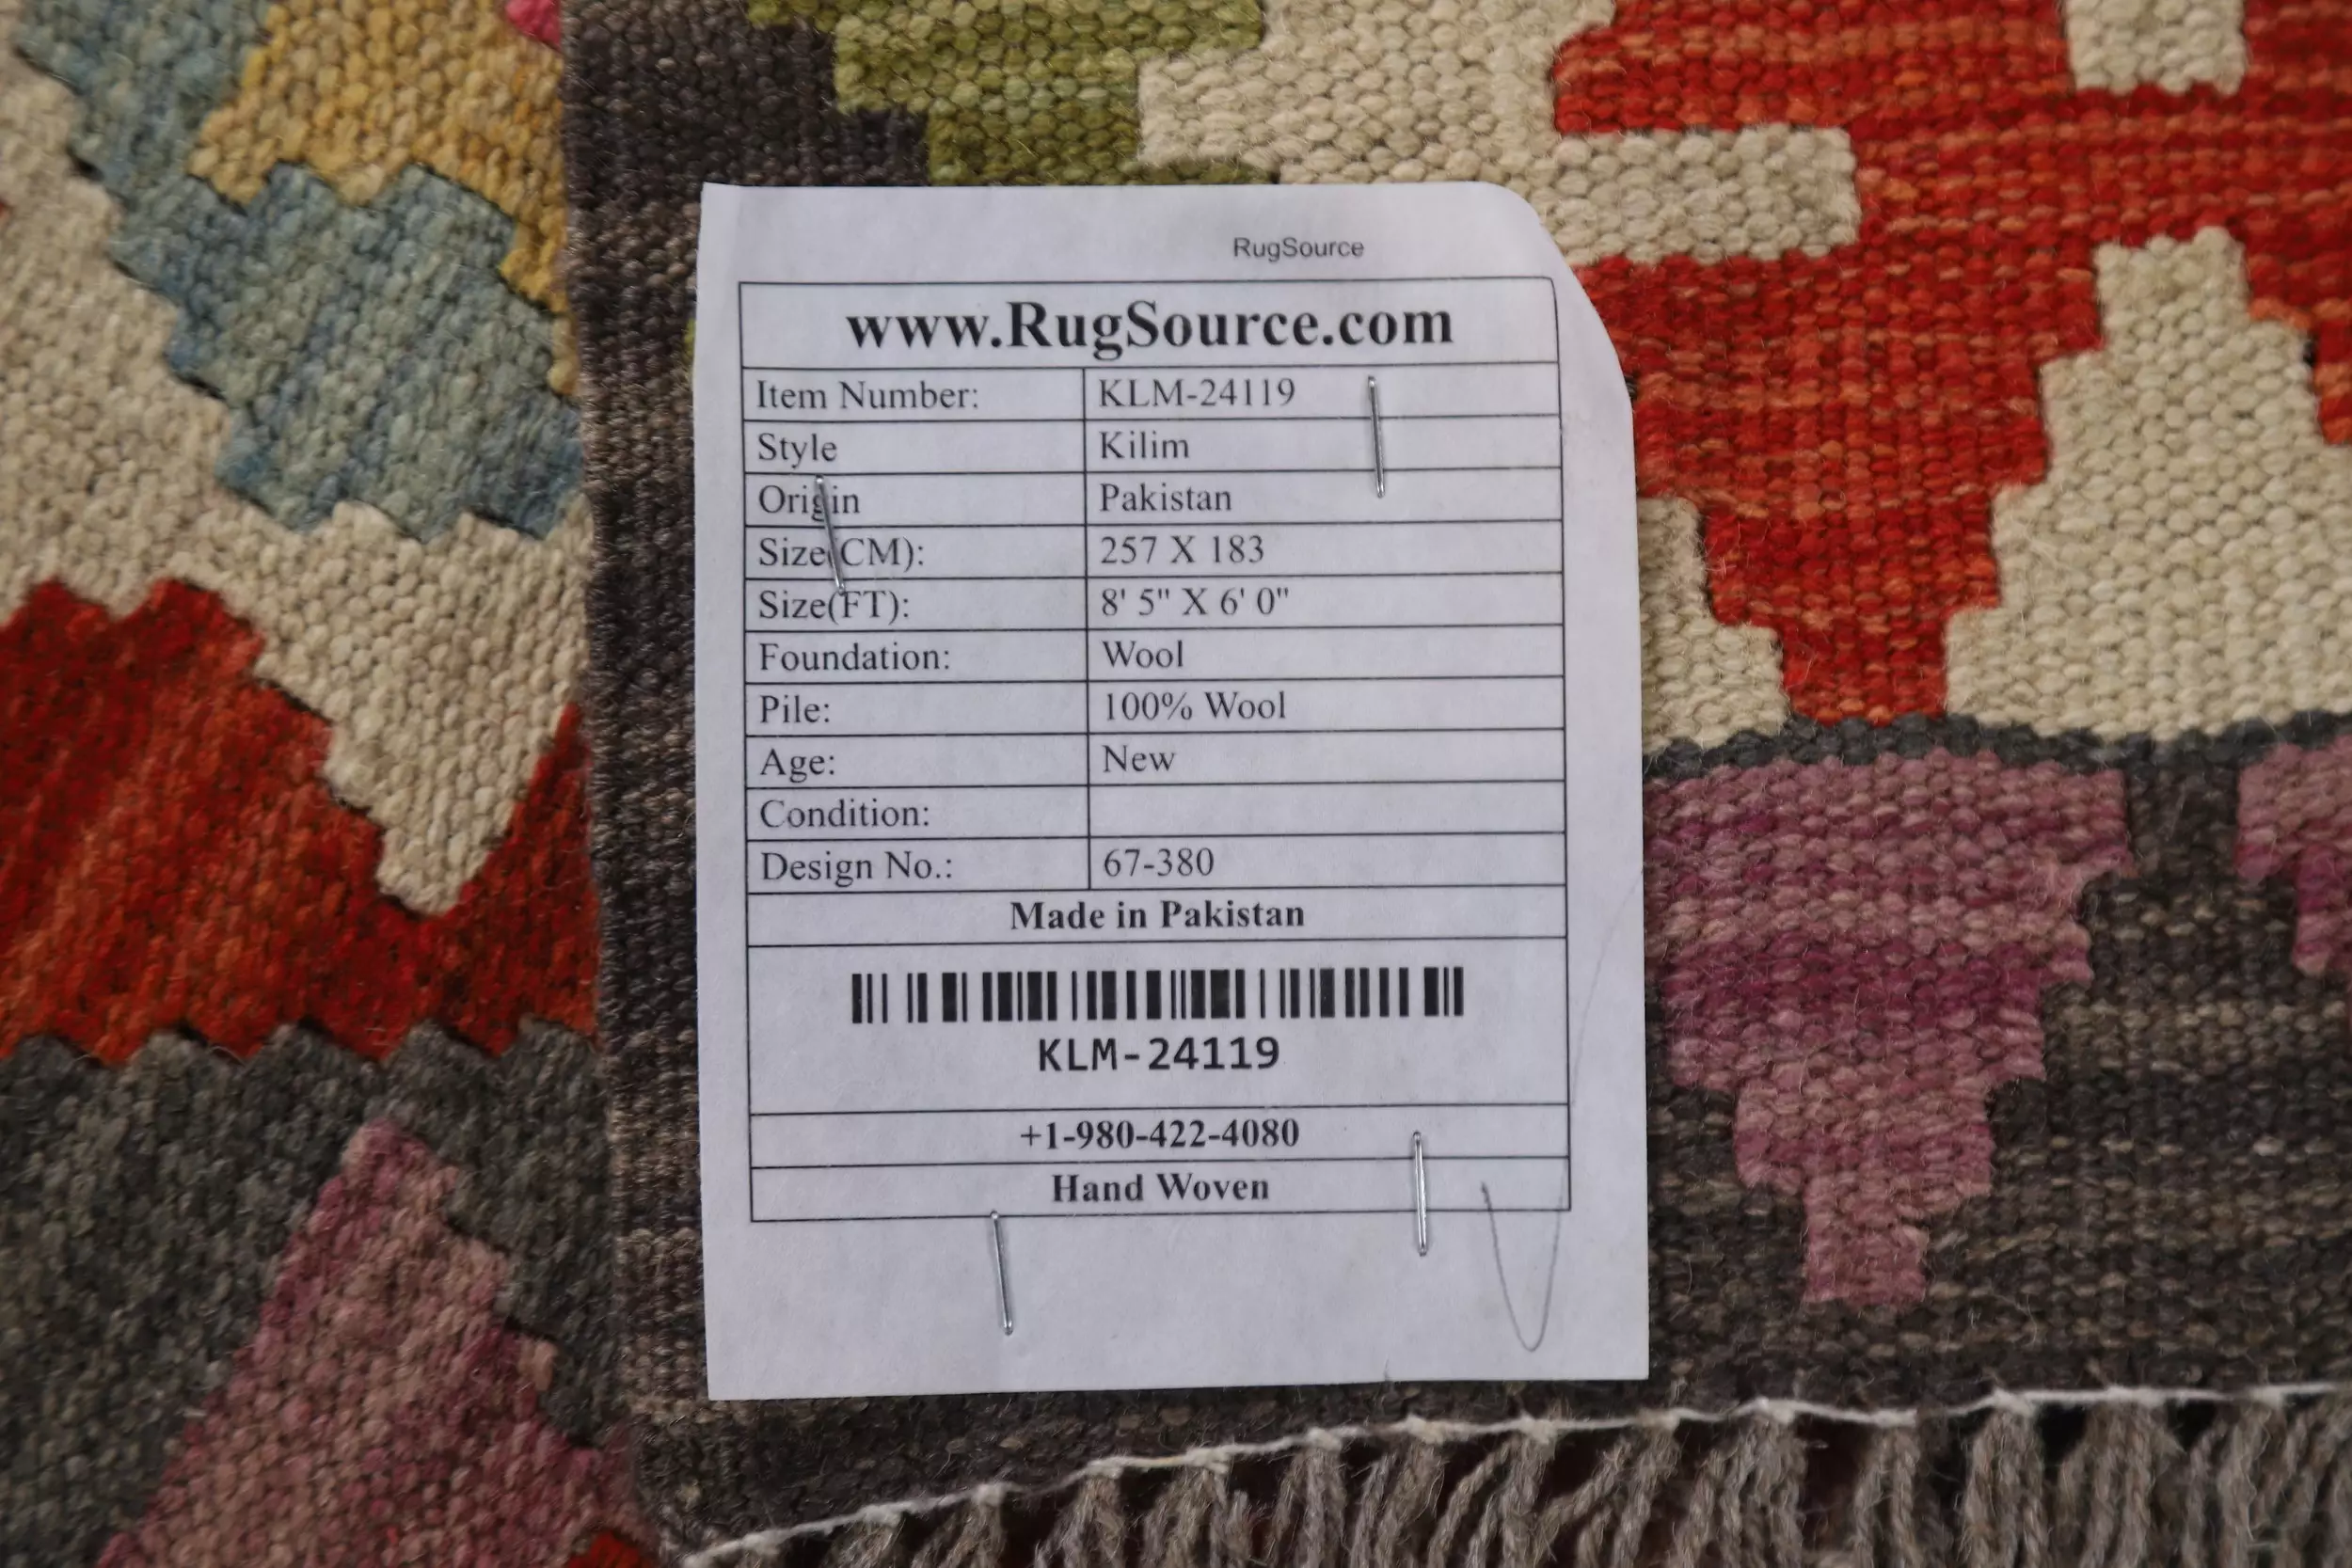 RugSource
www.RugSource.com
Item Number: KLM-24119
Style Kilim
Origin Pakistan
Size(CM): 257 X 183
Size(FT): 8' 5" X 6' 0"
Foundation: Wool
Pile: 100% Wool
Age: New
Condition:
Design No.: 67-380
Made in Pakistan
KLM-24119
+1-980-422-4080
Hand Woven